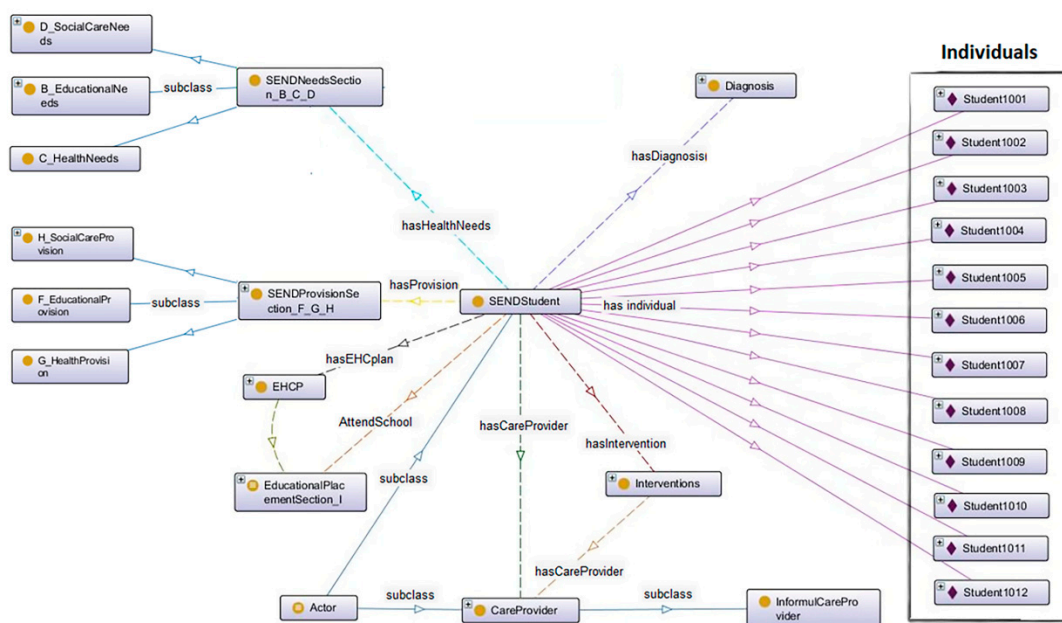 D_SocialCareNee
ds
B_EducationalNe
eds
C_HealthNeeds
subclass
SENDNeedsSectio
n_B_C_D
Diagnosis
hasDiagnosis(
hasHealthNeeds
H_SocialCarePro
vision
F_EducationalPr
ovision
G_HealthProvisi
on
subclass
SENDProvisionSe
ction_F_G_H
hasProvision
SENDStudent
has individual
hasEHCplan
EHCP
AttendSchool
EducationalPlac
ementSection_I
subclass
hasCareProvider
hasIntervention
Interventions
hasCareProvider
Actor
subclass
CareProvider
subclass
InformulCarePro
vider
Individuals
Student1001
Student1002
Student1003
Student1004
Student1005
Student1006
Student1007
Student1008
Student1009
Student1010
Student1011
Student1012